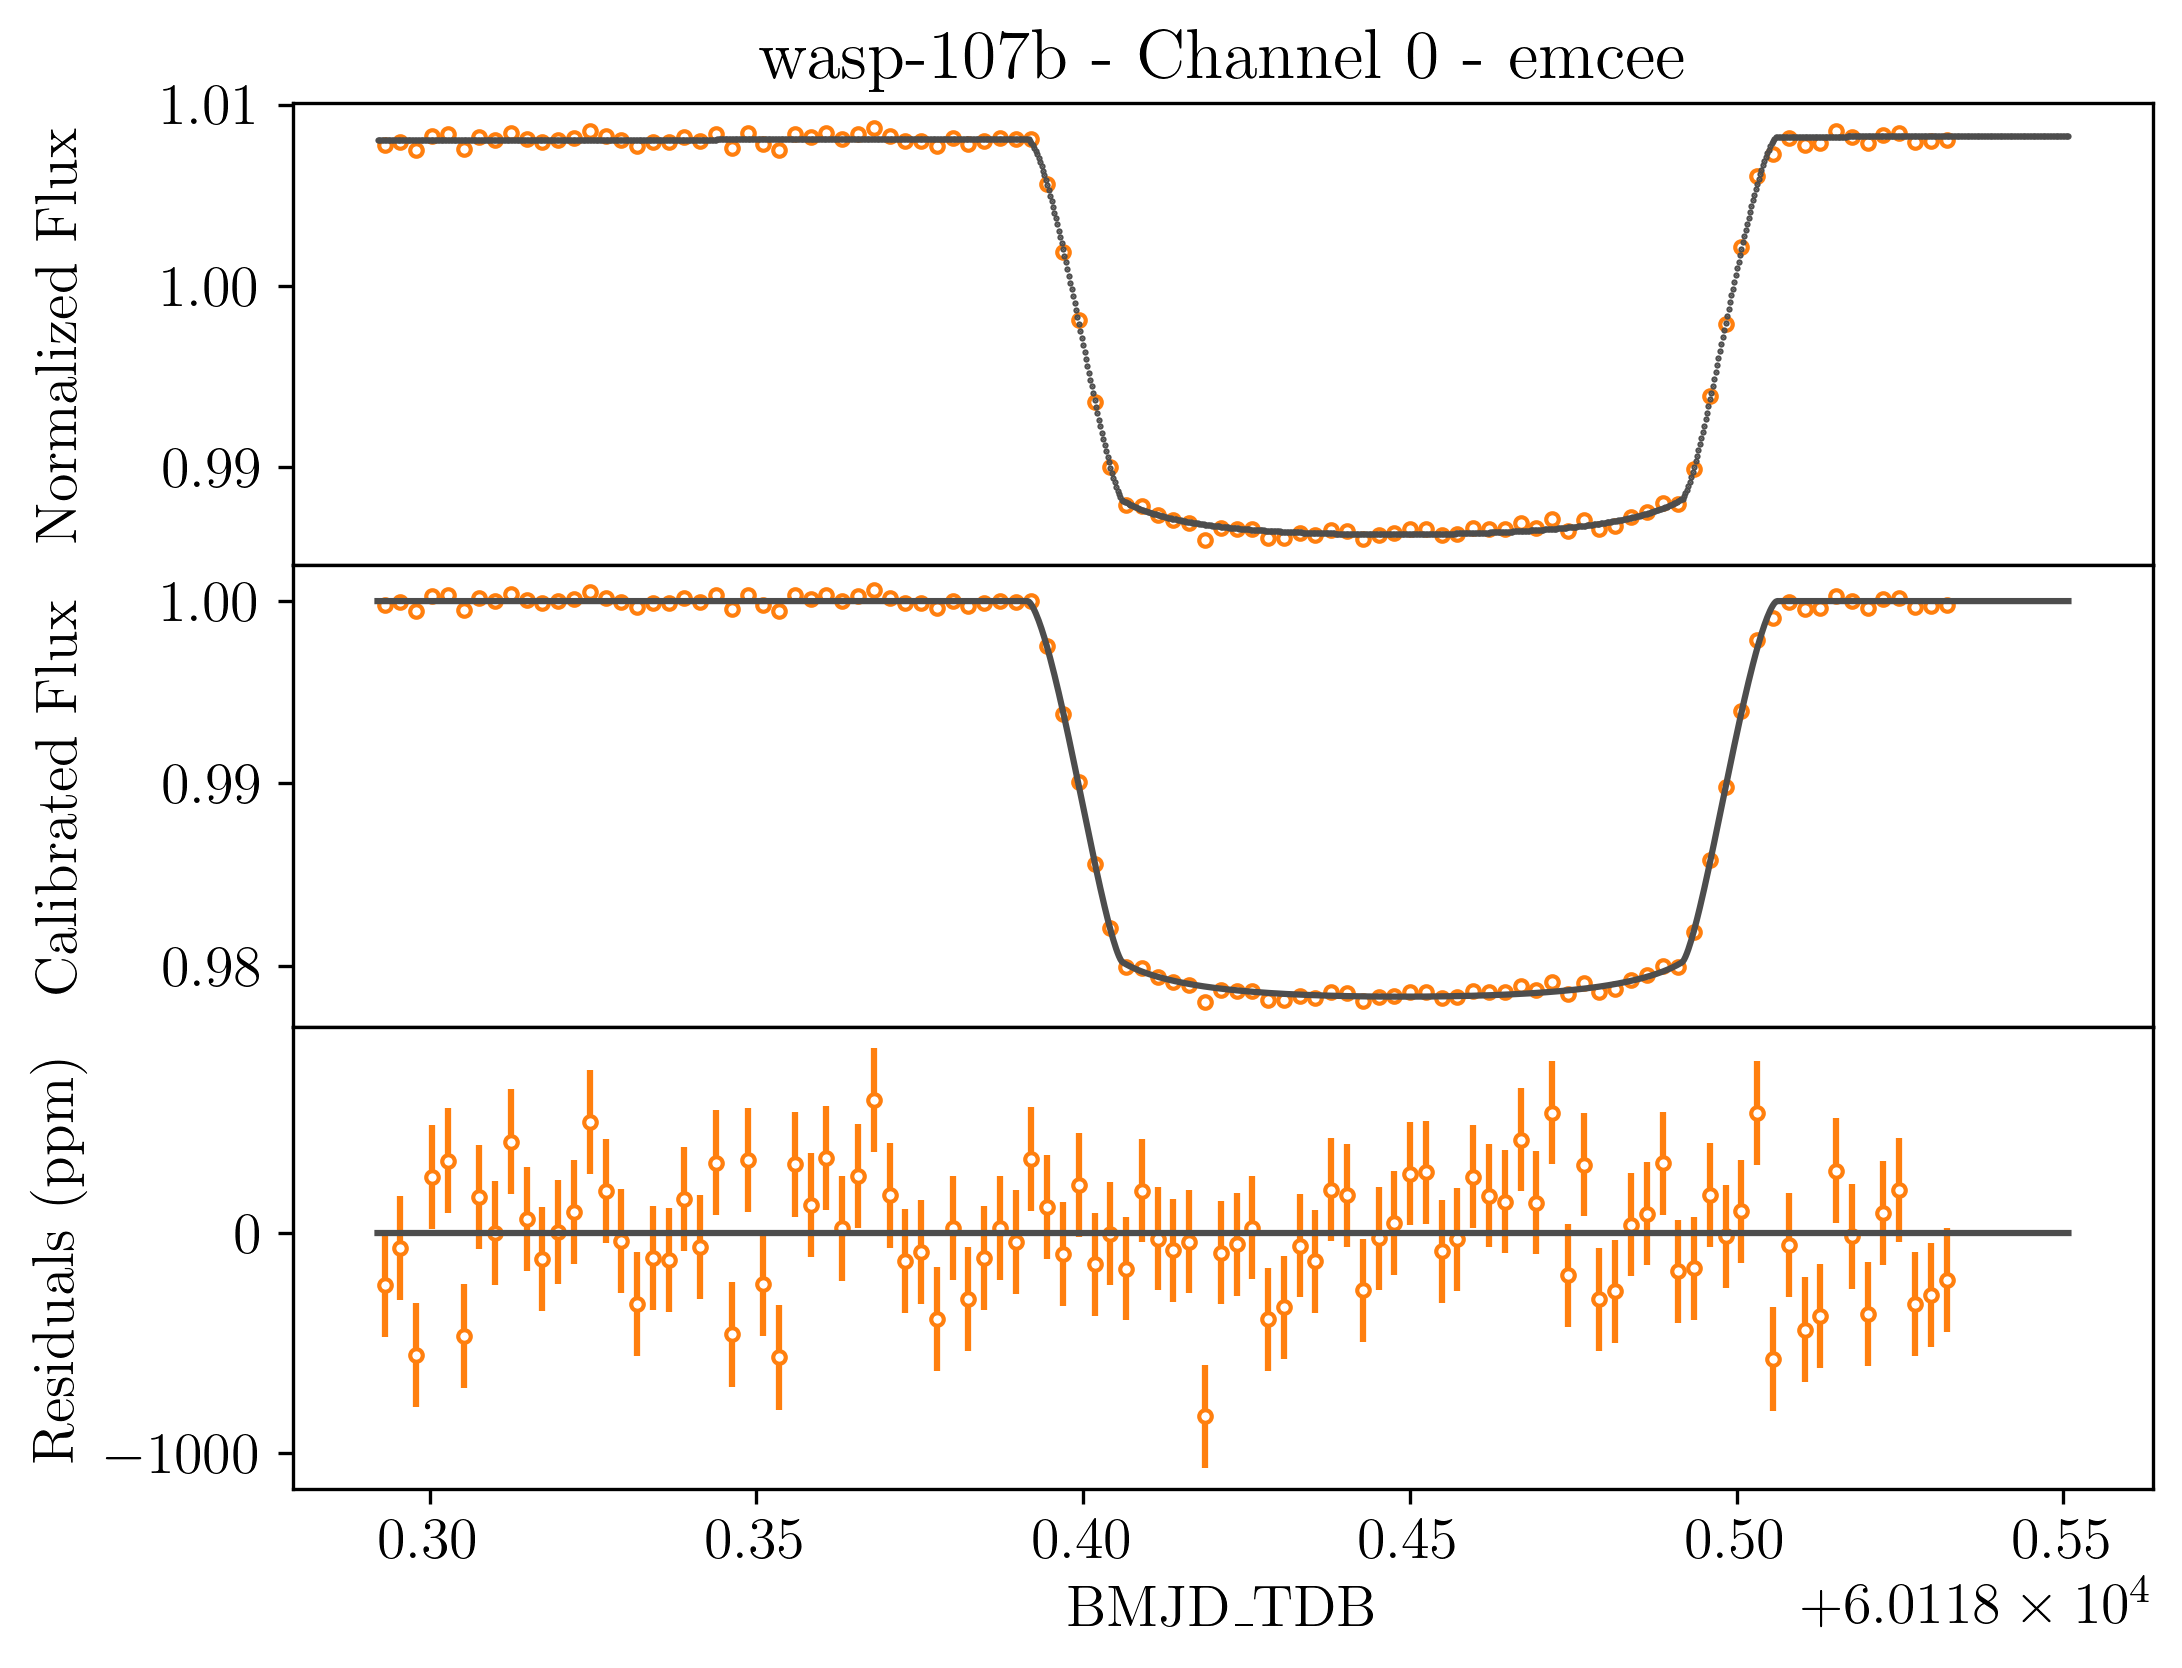 wasp-107b - Channel 0 - emcee
Normalized Flux
1.01
1.00
0.99
Calibrated Flux
1.00
0.99
0.98
Residuals (ppm)
0
−1000
0.30 0.35 0.40 0.45 0.50 0.55
BMJD_TDB
+6.0118 × 10⁴